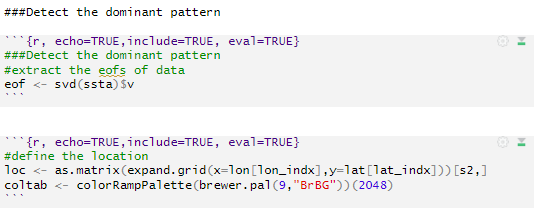 ###Detect the dominant pattern
```{r, echo=TRUE,include=TRUE, eval=TRUE}
###Detect the dominant pattern
#extract the eofs of data
eof <- svd(ssta)$v
```
```{r, echo=TRUE,include=TRUE, eval=TRUE}
#define the location
loc <- as.matrix(expand.grid(x=lon[lon_indx],y=lat[lat_indx]))[s2,]
coltab <- colorRampPalette(brewer.pal(9,"BrBG"))(2048)
```